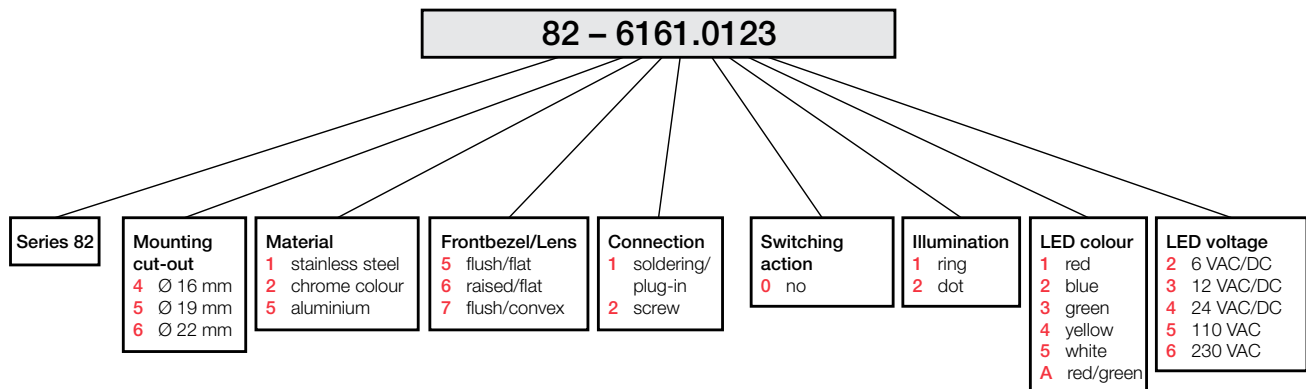 82 – 6161.0123
Series 82
Mounting
cut-out
4 Ø 16 mm
5 Ø 19 mm
6 Ø 22 mm
Material
1 stainless steel
2 chrome colour
5 aluminium
Frontbezel/Lens
5 flush/flat
6 raised/flat
7 flush/convex
Connection
1 soldering/
plug-in
2 screw
Switching
action
0 no
Illumination
1 ring
2 dot
LED colour
1 red
2 blue
3 green
4 yellow
5 white
A red/green
LED voltage
2 6 VAC/DC
3 12 VAC/DC
4 24 VAC/DC
5 110 VAC
6 230 VAC